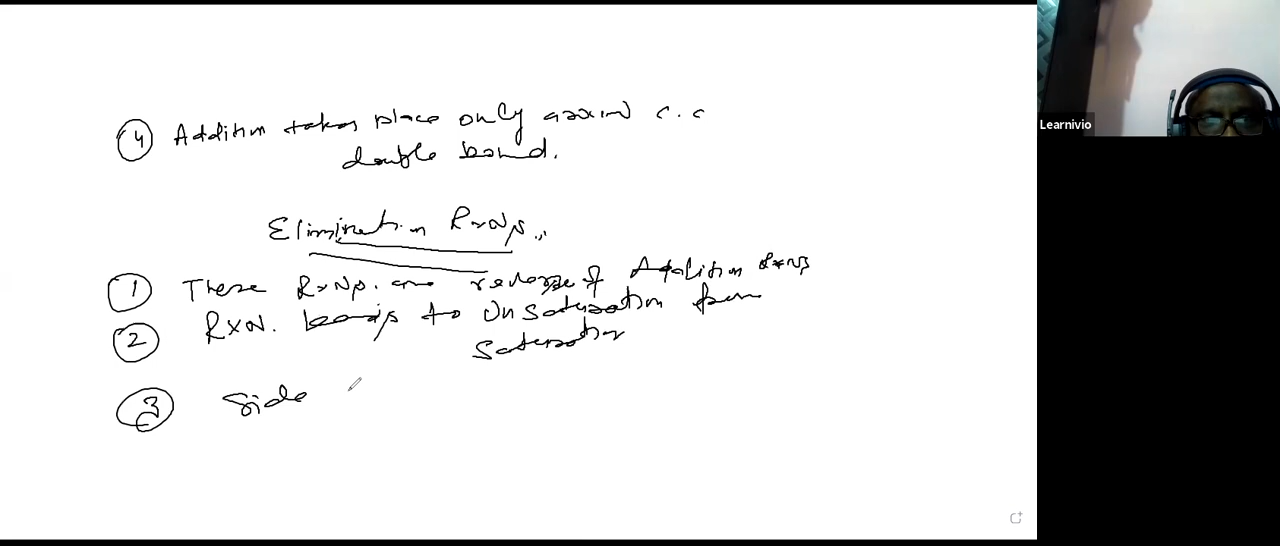 ④ Addition takes place only around C.C
double bond.
Elimination Rxns,,
① These Rxns. are reverse of Addition Rxns
② RXN. leads to Unsaturation from
Saturation
③ Side
Learnivio